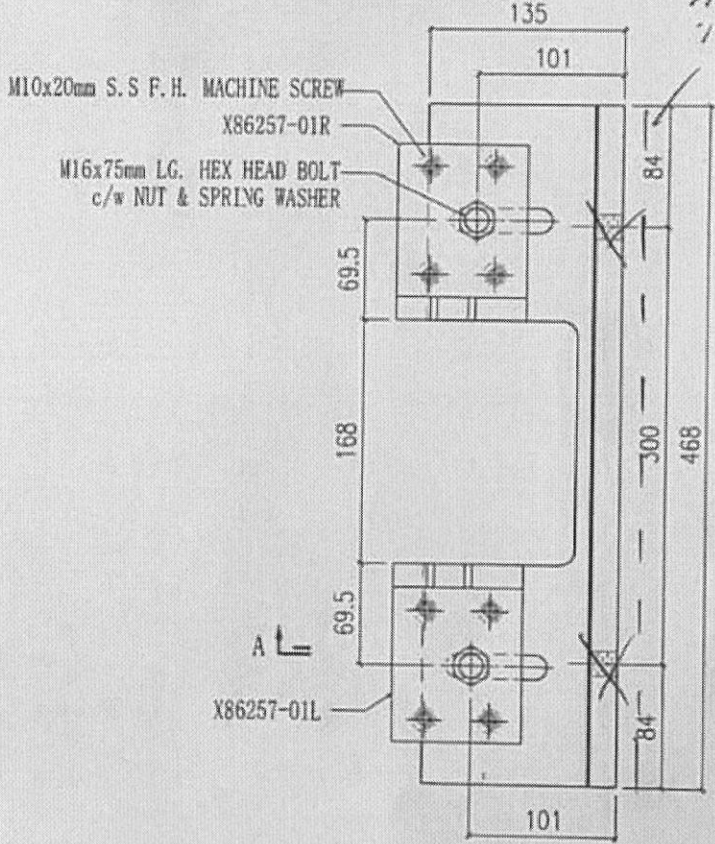 135
101
M10x20mm S.S F.H. MACHINE SCREW
X86257-01R
M16x75mm LG. HEX HEAD BOLT
c/w NUT & SPRING WASHER
84
69.5
168
300
468
69.5
A
X86257-01L
84
101